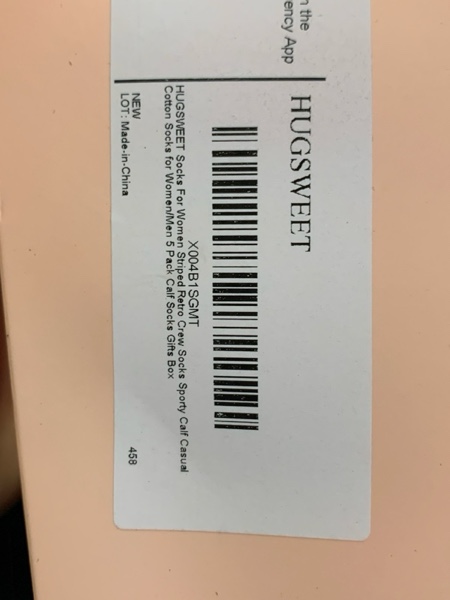 n the
ency App
HUGSWEET
X004B1SGMT
HUGSWEET Socks For Women Striped Retro Crew Socks Sporty Calf Casual
Cotton Socks for Women/Men 5 Pack Calf Socks Gifts Box
NEW
LOT: Made-in-China
458